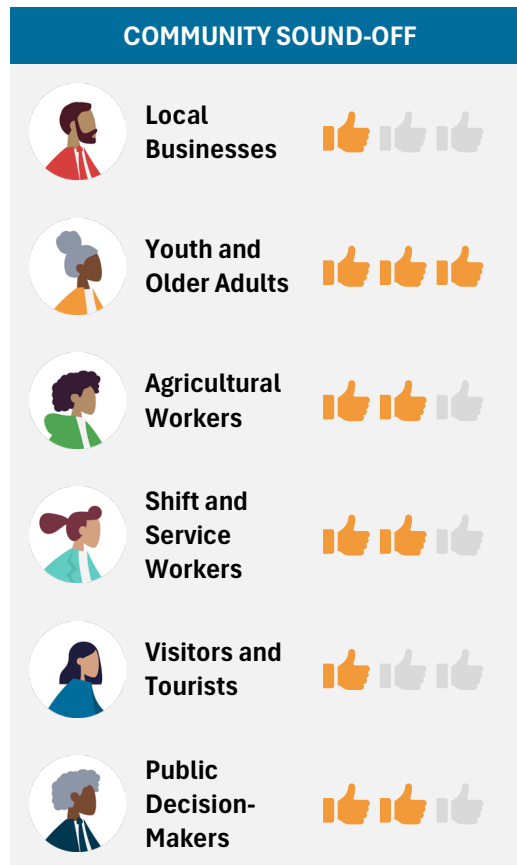 COMMUNITY SOUND-OFF
Local
Businesses
Youth and
Older Adults
Agricultural
Workers
Shift and
Service
Workers
Visitors and
Tourists
Public
Decision-
Makers